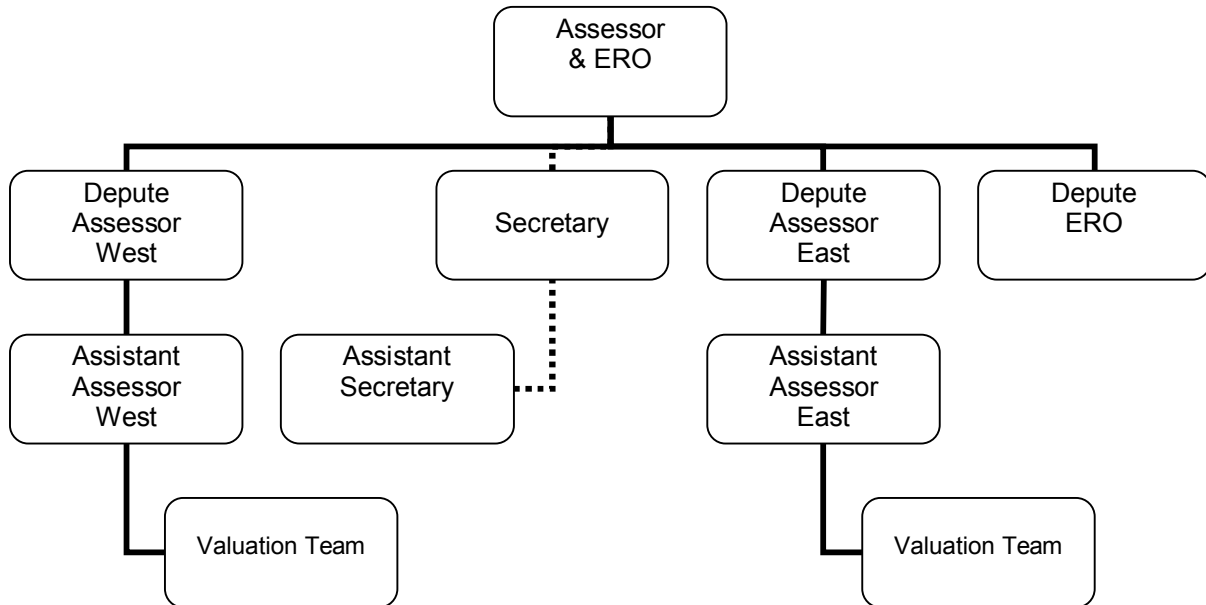 Assessor
& ERO
Depute
Assessor
West
Secretary
Depute
Assessor
East
Depute
ERO
Assistant
Assessor
West
Assistant
Secretary
Assistant
Assessor
East
Valuation Team
Valuation Team